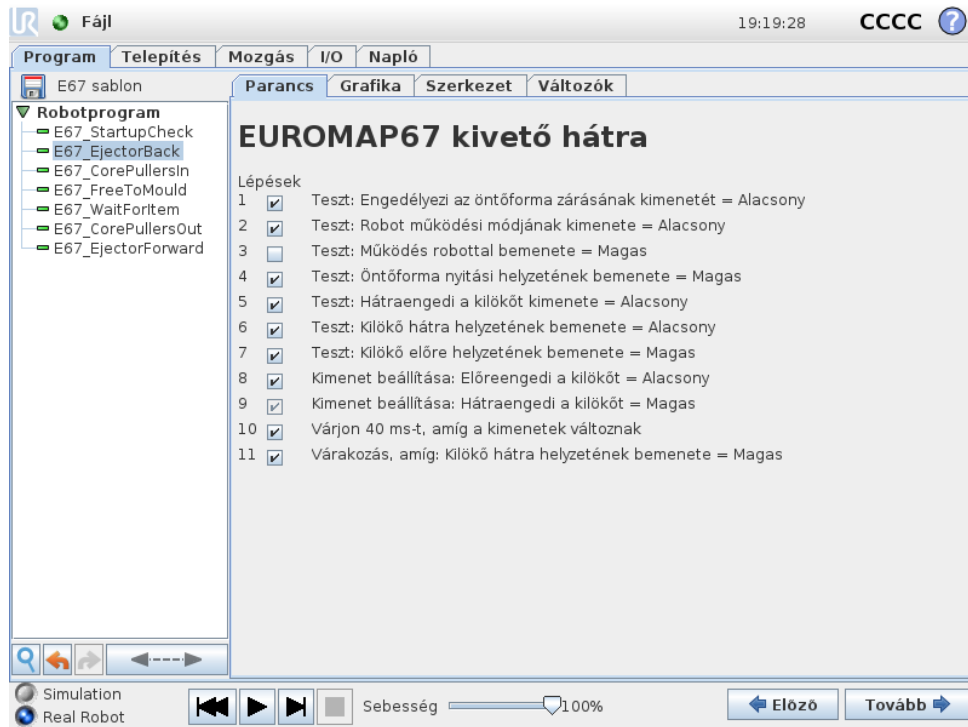 UR Fájl 19:19:28 CCCC ?
Program Telepítés Mozgás I/O Napló
E67 sablon
Parancs Grafika Szerkezet Változók
Robotprogram
E67_StartupCheck
E67_EjectorBack
E67_CorePullersIn
E67_FreeToMould
E67_WaitForItem
E67_CorePullersOut
E67_EjectorForward
EUROMAP67 kivető hátra
Lépések
1 Teszt: Engedélyezi az öntőforma zárásának kimenetét = Alacsony
2 Teszt: Robot működési módjának kimenete = Alacsony
3 Teszt: Működés robottal bemenete = Magas
4 Teszt: Öntőforma nyitási helyzetének bemenete = Magas
5 Teszt: Hátraengedi a kilökőt kimenete = Alacsony
6 Teszt: Kilökő hátra helyzetének bemenete = Alacsony
7 Teszt: Kilökő előre helyzetének bemenete = Magas
8 Kimenet beállítása: Előreengedi a kilökőt = Alacsony
9 Kimenet beállítása: Hátraengedi a kilökőt = Magas
10 Várjon 40 ms-t, amíg a kimenetek változnak
11 Várakozás, amíg: Kilökő hátra helyzetének bemenete = Magas
Simulation
Real Robot
Sebesség 100%
Előző Tovább